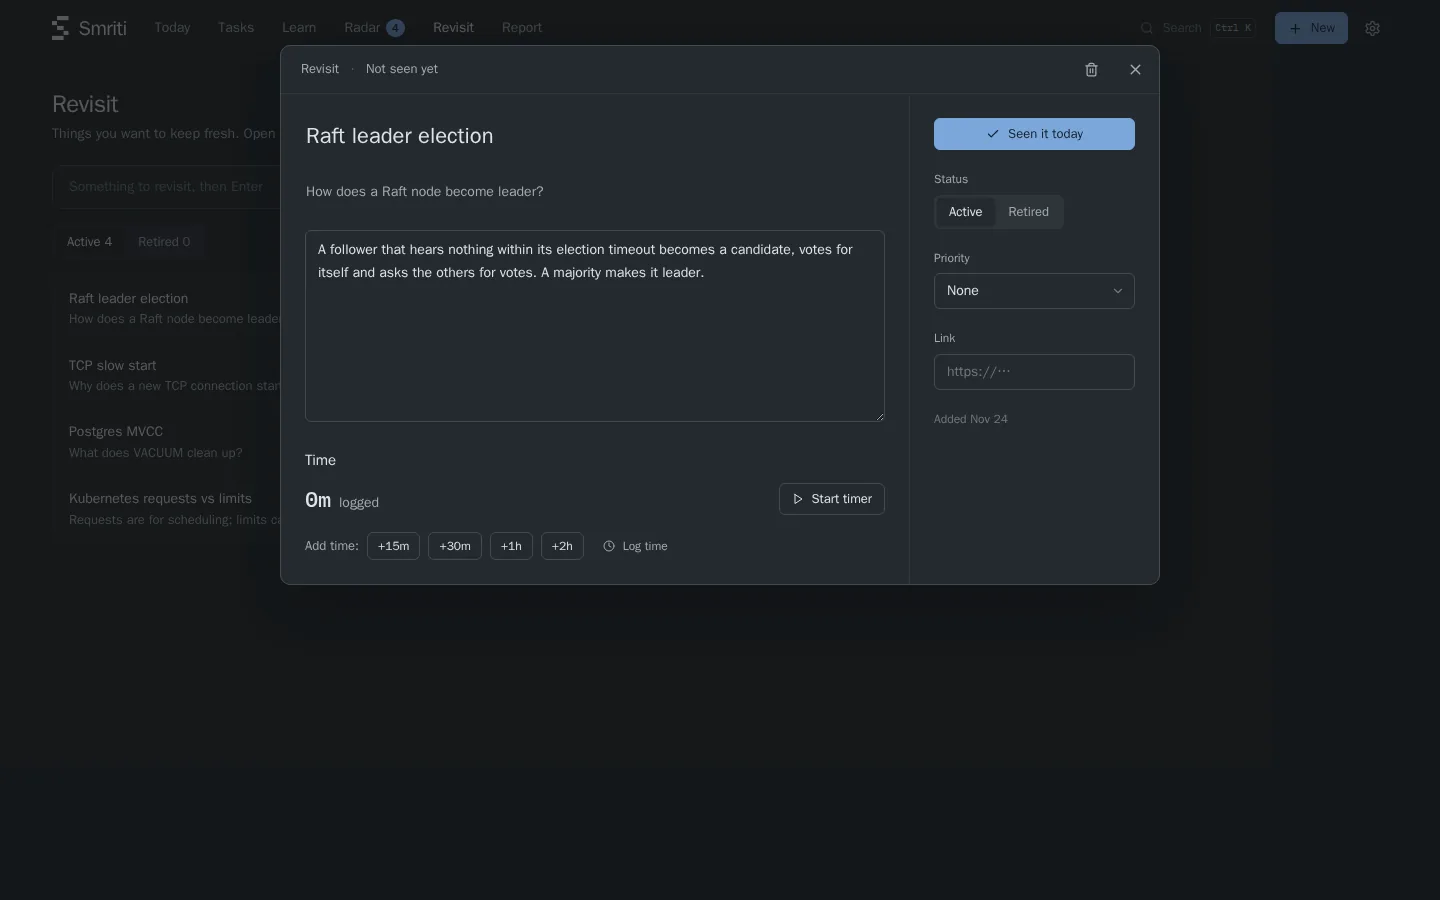 Smriti Today Tasks Learn Radar 4 Revisit Report Search Ctrl K New
Revisit · Not seen yet
Revisit
Things you want to keep fresh. Open
Something to revisit, then Enter
Active 4 Retired 0
Raft leader election
How does a Raft node become leader
TCP slow start
Why does a new TCP connection star
Postgres MVCC
What does VACUUM clean up?
Kubernetes requests vs limits
Requests are for scheduling; limits ca
Raft leader election
How does a Raft node become leader?
A follower that hears nothing within its election timeout becomes a candidate, votes for
itself and asks the others for votes. A majority makes it leader.
Time
0m logged
Start timer
Add time: +15m +30m +1h +2h Log time
Seen it today
Status
Active Retired
Priority
None
Link
https://···
Added Nov 24